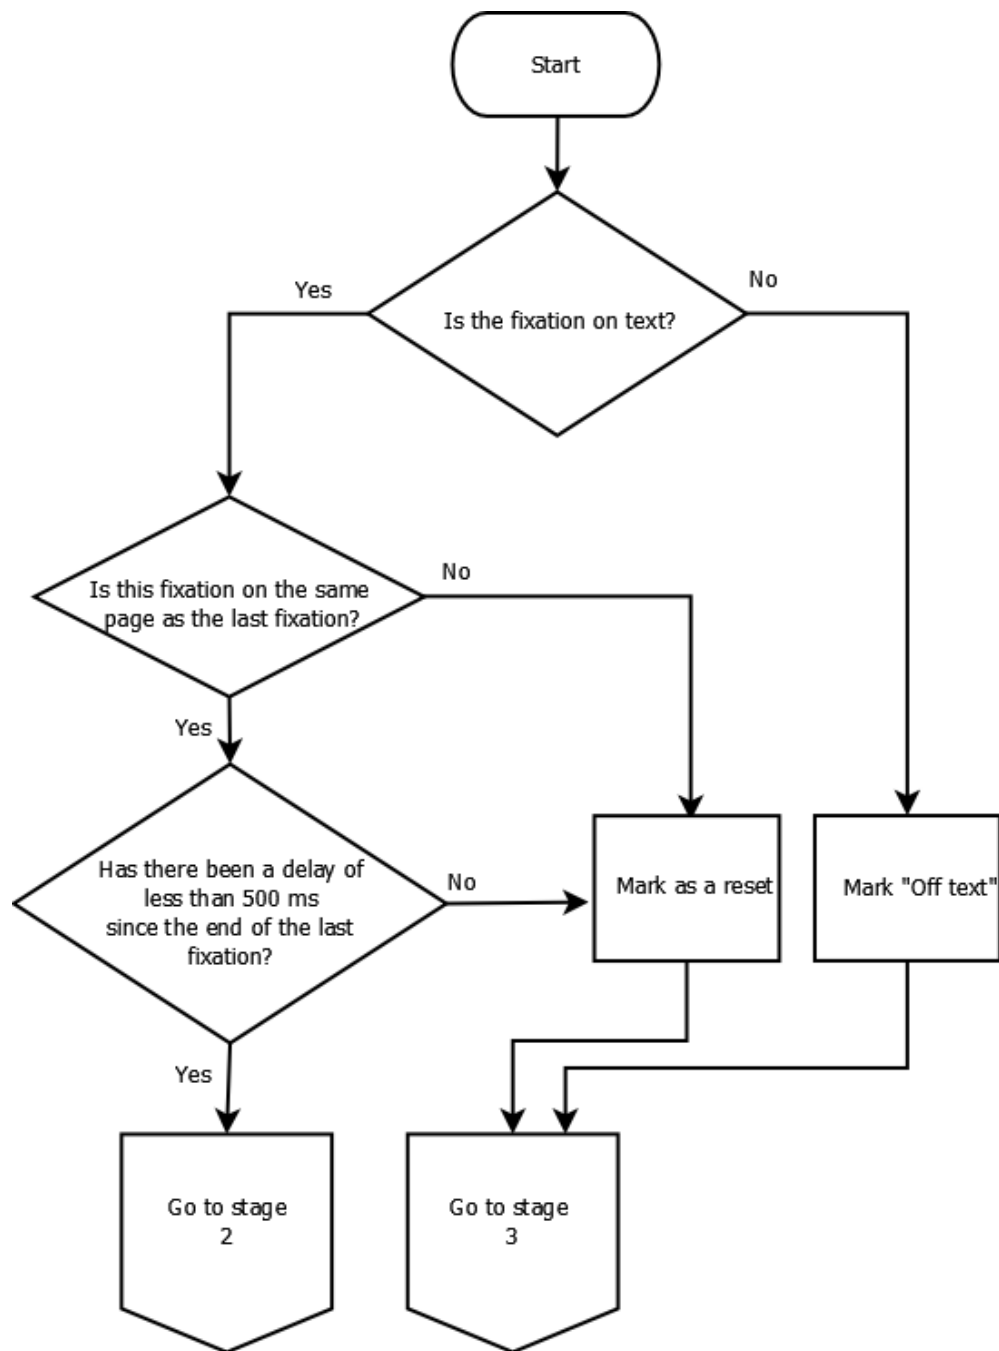 Start
Yes
No
Is the fixation on text?
No
Is this fixation on the same
page as the last fixation?
Yes
Has there been a delay of
less than 500 ms
since the end of the last
fixation?
No
Mark as a reset
Mark "Off text"
Yes
Go to stage
2
Go to stage
3